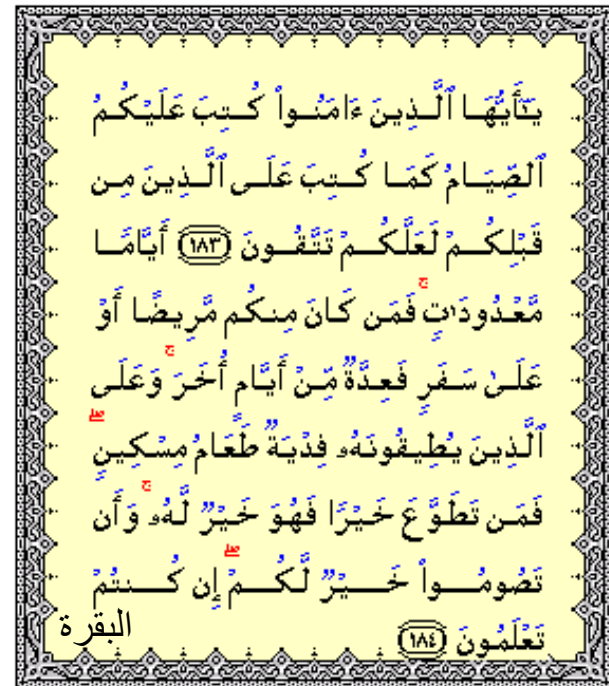 يَـٰٓأَيُّهَا ٱلَّذِينَ ءَامَنُوا۟ كُتِبَ عَلَيْكُمُ
ٱلصِّيَامُ كَمَا كُتِبَ عَلَى ٱلَّذِينَ مِن
قَبْلِكُمْ لَعَلَّكُمْ تَتَّقُونَ ﴿١٨٣﴾ أَيَّامًا
مَّعْدُودَٰتٍ ۚ فَمَن كَانَ مِنكُم مَّرِيضًا أَوْ
عَلَىٰ سَفَرٍ فَعِدَّةٌ مِّنْ أَيَّامٍ أُخَرَ ۚ وَعَلَى
ٱلَّذِينَ يُطِيقُونَهُۥ فِدْيَةٌ طَعَامُ مِسْكِينٍ ۖ
فَمَن تَطَوَّعَ خَيْرًا فَهُوَ خَيْرٌ لَّهُۥ ۚ وَأَن
تَصُومُوا۟ خَيْرٌ لَّكُمْ ۖ إِن كُنتُمْ
تَعْلَمُونَ ﴿١٨٤﴾
البقرة